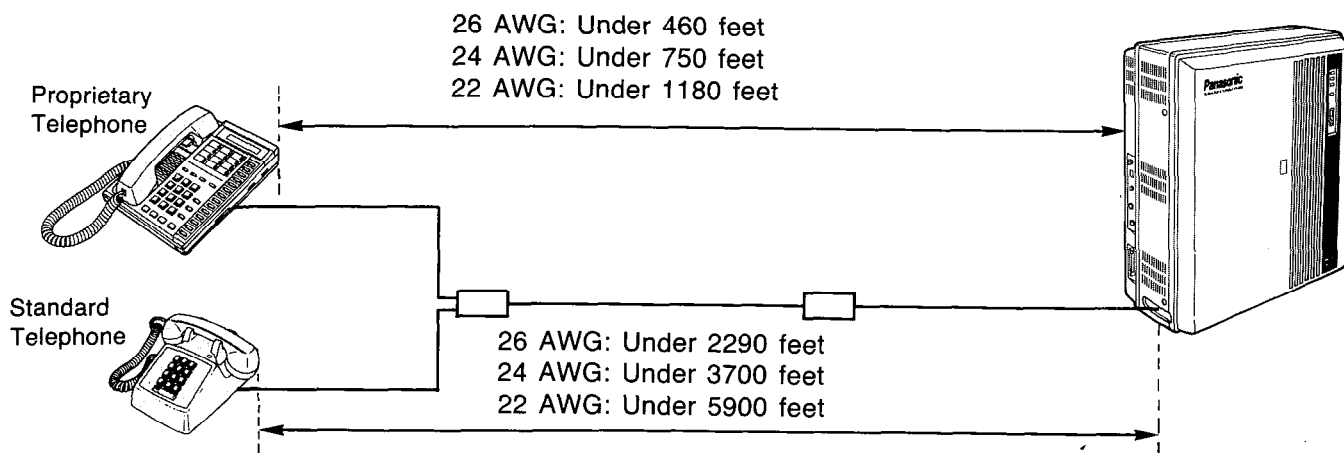 26 AWG: Under 460 feet
24 AWG: Under 750 feet
22 AWG: Under 1180 feet
Proprietary
Telephone
Panasonic
Standard
Telephone
26 AWG: Under 2290 feet
24 AWG: Under 3700 feet
22 AWG: Under 5900 feet